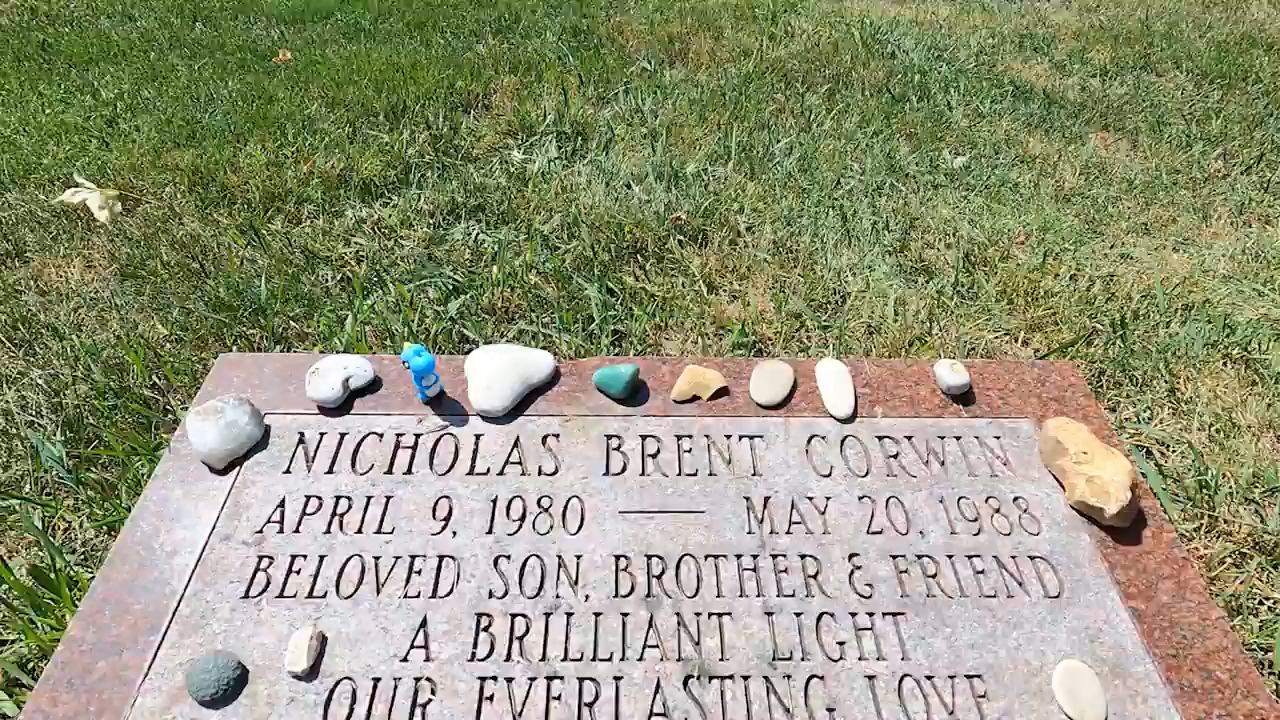 NICHOLAS BRENT CORWIN
APRIL 9, 1980 — MAY 20, 1988
BELOVED SON, BROTHER & FRIEND
A BRILLIANT LIGHT
OUR EVERLASTING LOVE